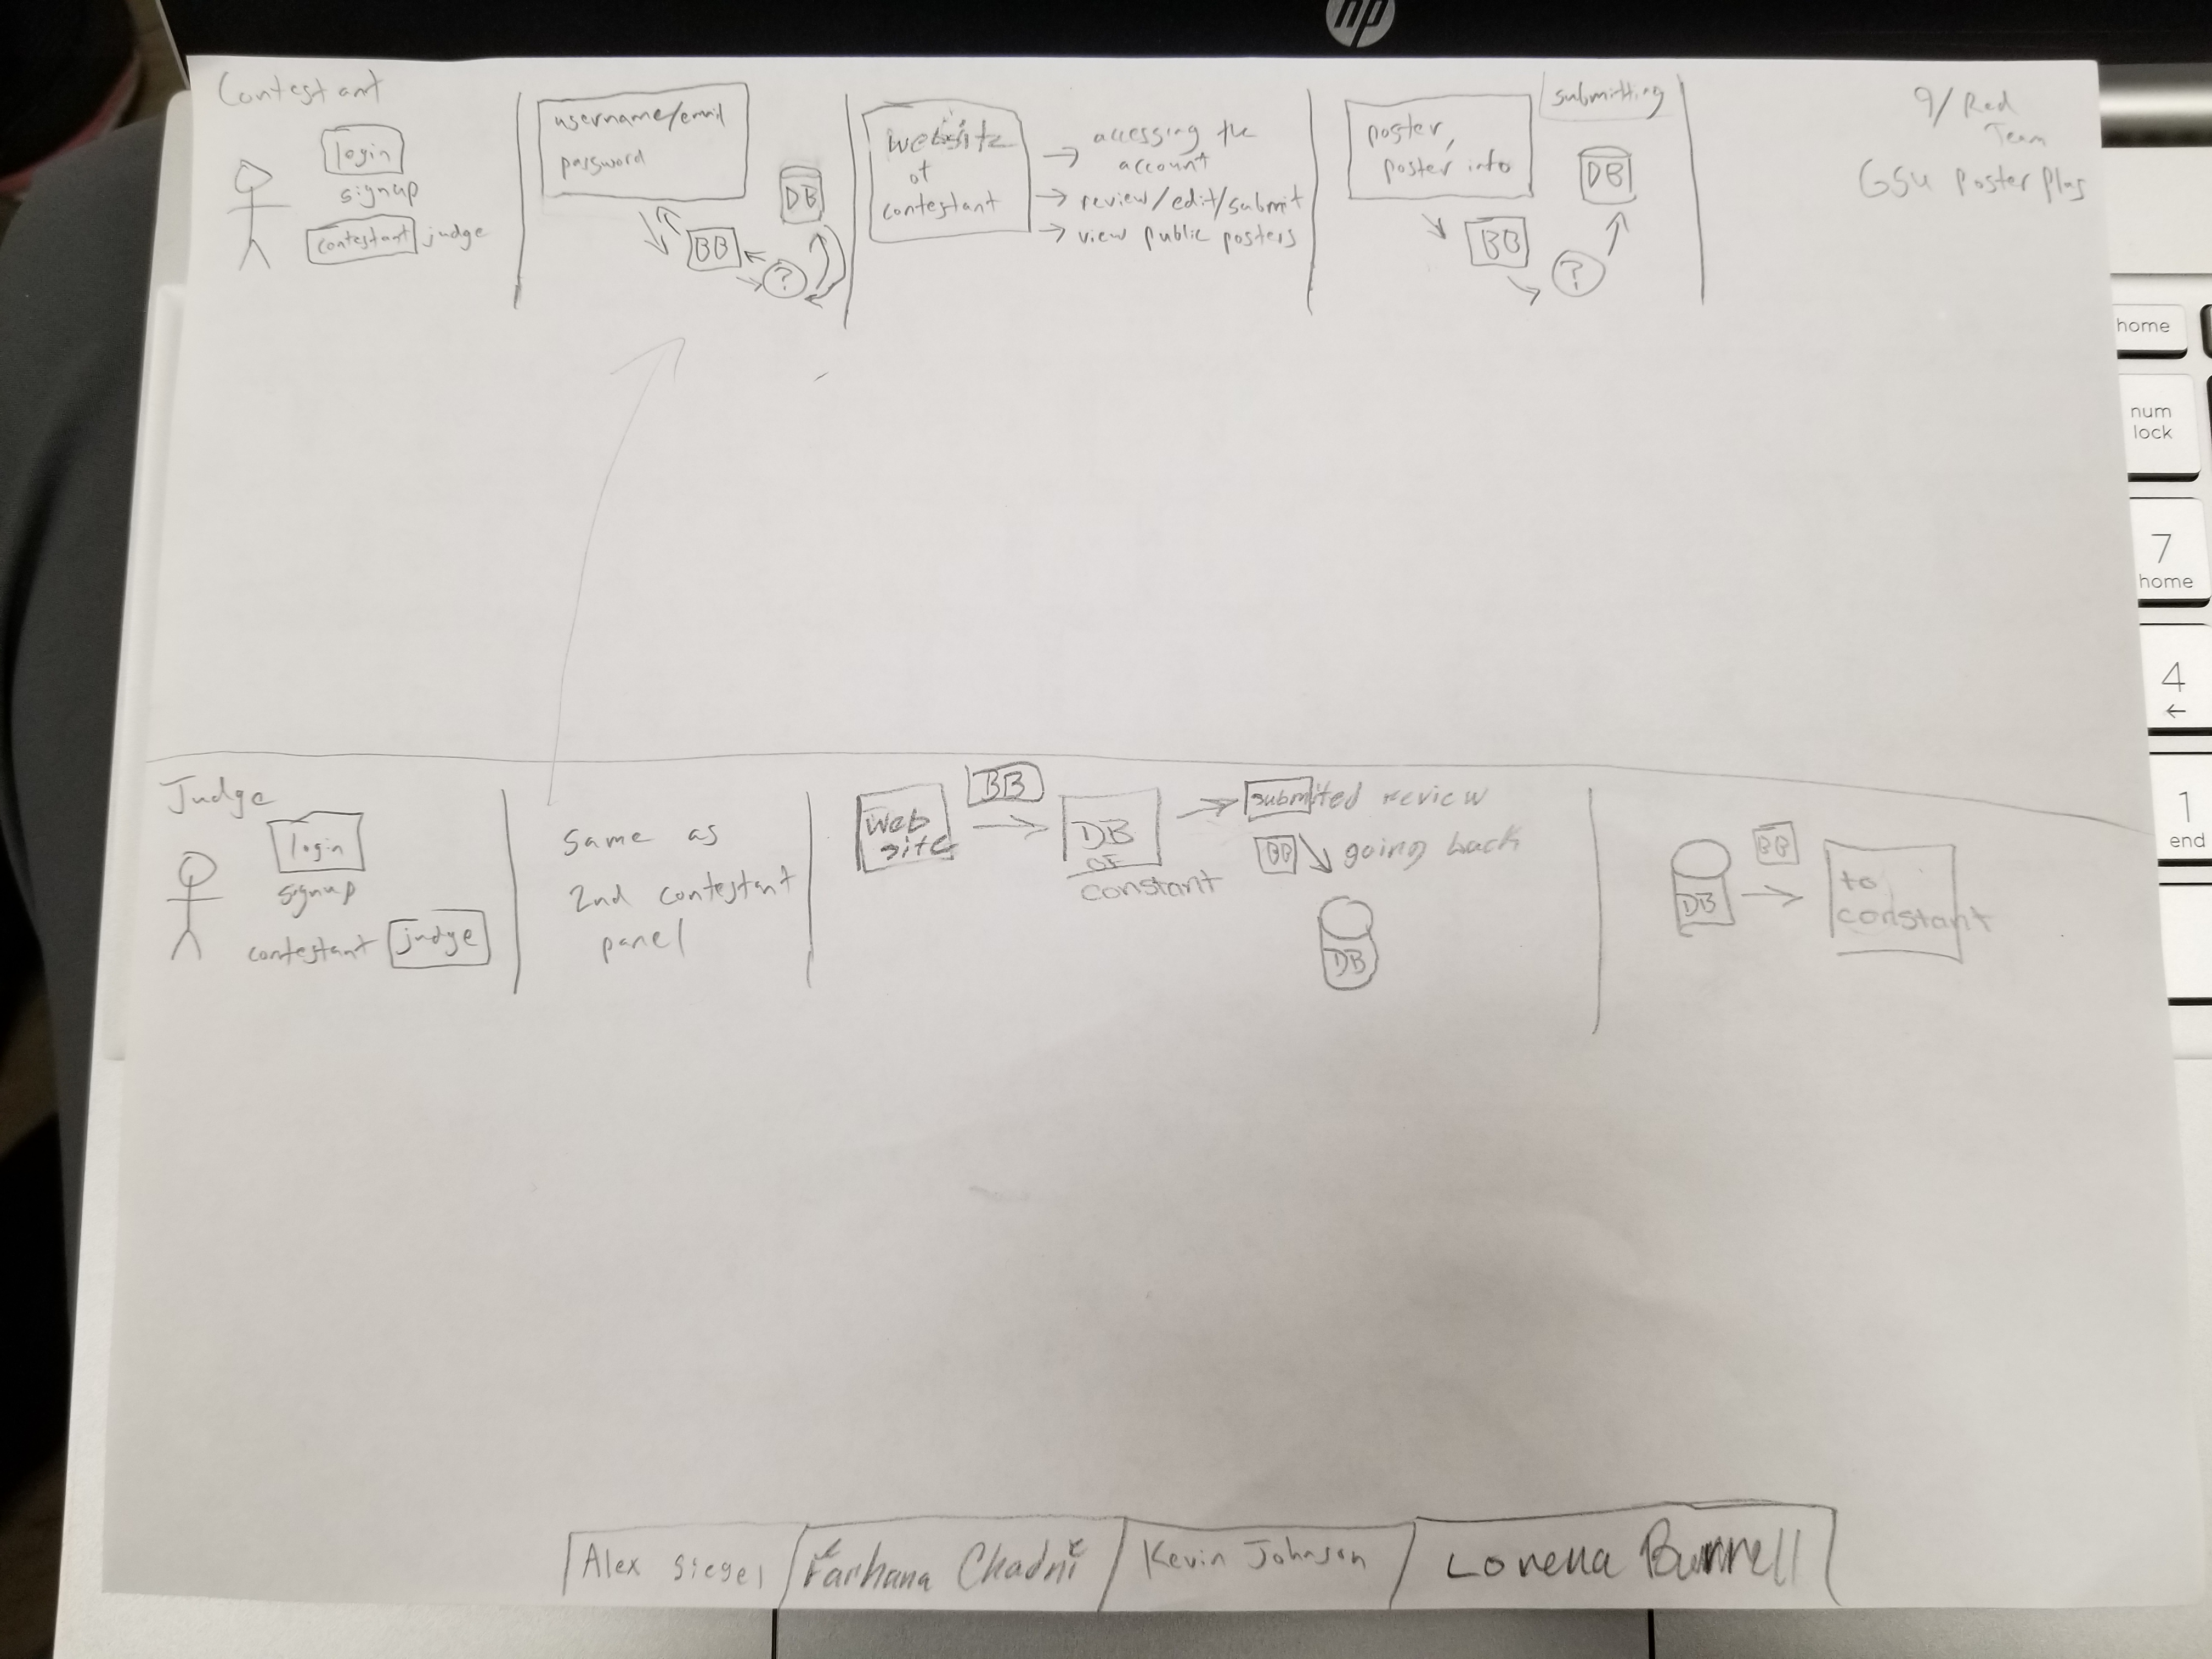 hp
Contestant
login
signup
contestant judge
username/email
password
DB
BB
?
website
of
contestant
→ accessing the
account
→ review/edit/submit
→ view public posters
poster,
poster info
submitting
DB
BB
?
9/Red
Team
GSU Poster Plus
home
num
lock
7
home
4
←
1
end
Judge
login
signup
contestant judge
Same as
2nd contestant
panel
Web
site
BB
DB
OF
constant
submited review
BB going back
DB
DB
BB
to
constant
Alex Siegel
Farhana Chadni
Kevin Johnson
Lorena Burrell